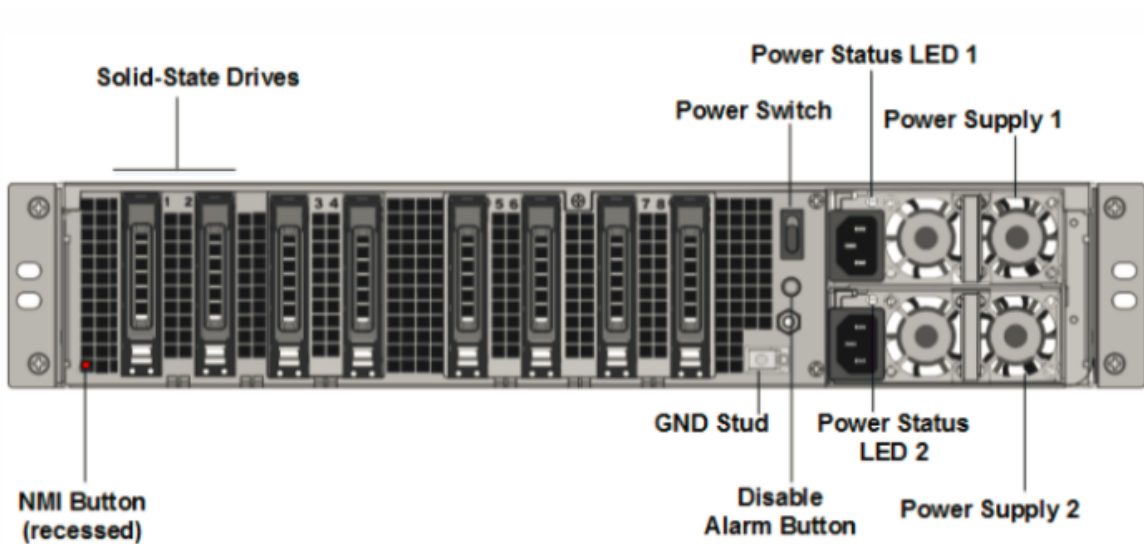 Power Status LED 1
Solid-State Drives
Power Switch
Power Supply 1
1 2
3 4
5 6
7 8
GND Stud
Power Status
LED 2
NMI Button
(recessed)
Disable
Alarm Button
Power Supply 2